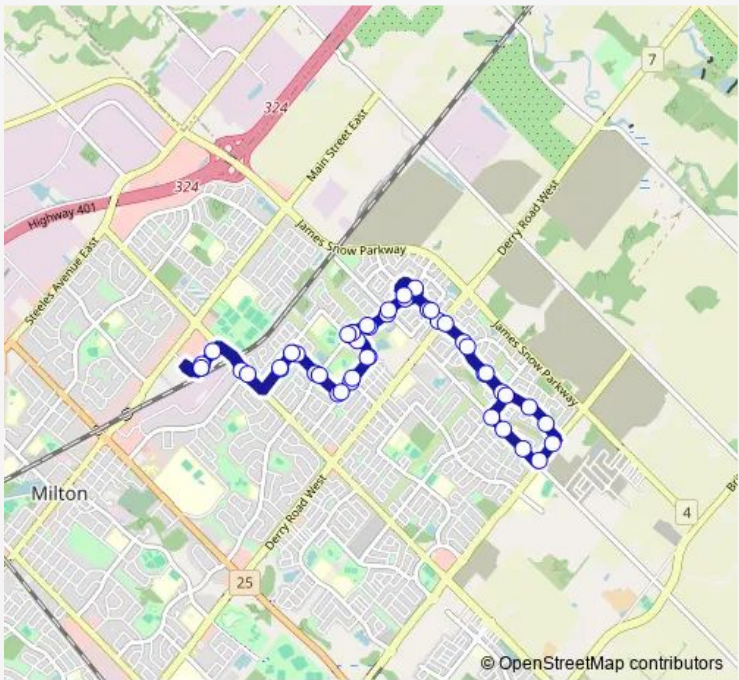 7
324
Main Street East
324
Highway 401
Derry Road West
James Snow Parkway
Steeles Avenue East
James Snow Parkway
Milton
Derry Road West
4
25
© OpenStreetMap contributors